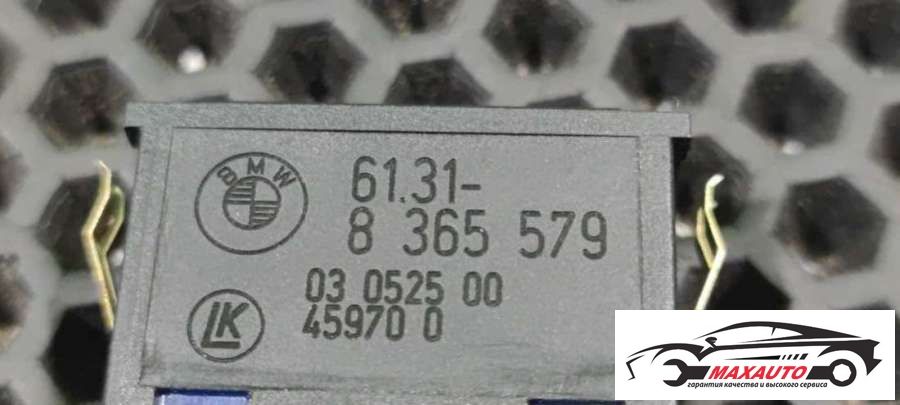 BMW
61.31-
8 365 579
03 0525 00
45970 0
LK
MAXAUTO
гарантия качества и высокого сервиса